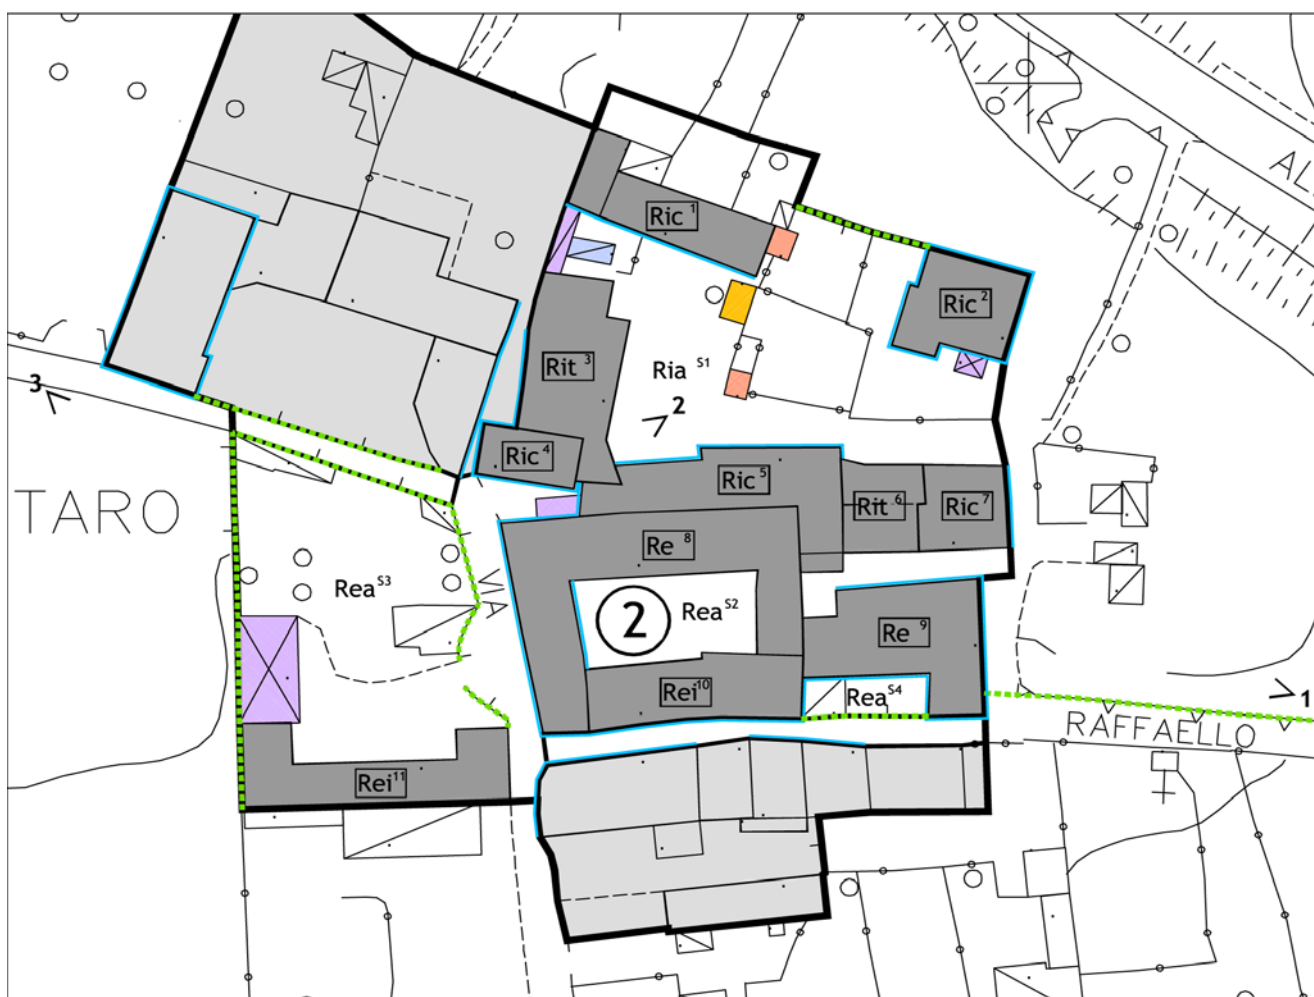 AL
Ric 1
Ric 2
Rit 3
Ria S1
2
3
Ric 4
Ric 5
Rit 6
Ric 7
TARO
Re 8
Rea S3
2
Rea S2
Re 9
Rei 10
Rea S4
1
RAFFAELLO
Rei 11